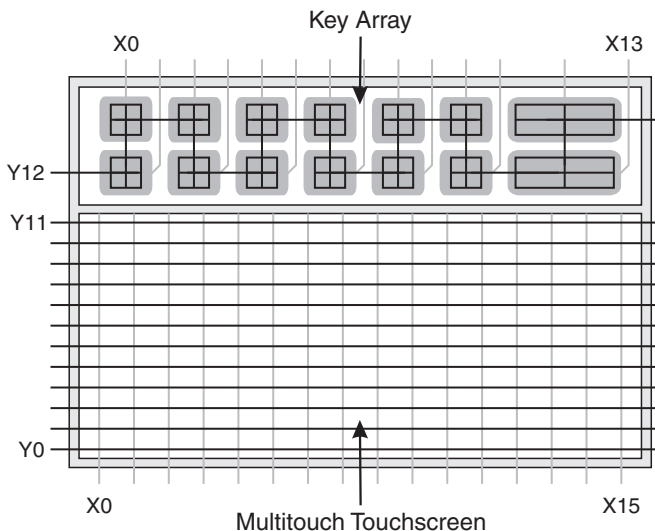 Key Array
X0
X13
Y12
Y11
Y0
X0
X15
Multitouch Touchscreen